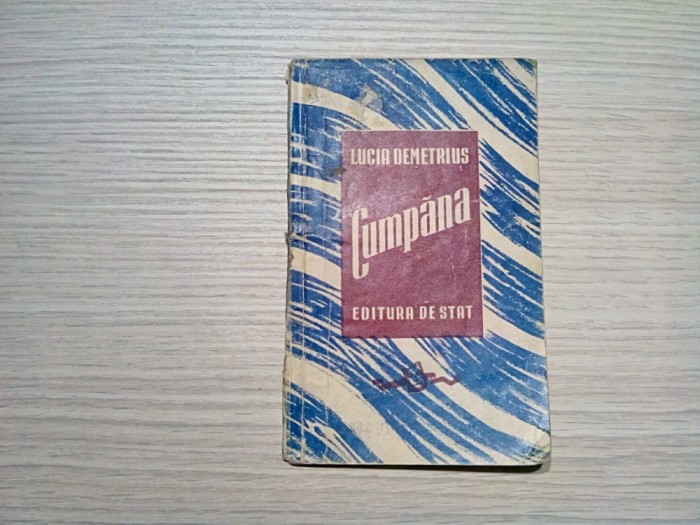 LUCIA DEMETRIUS
Cumpăna
EDITURA DE STAT